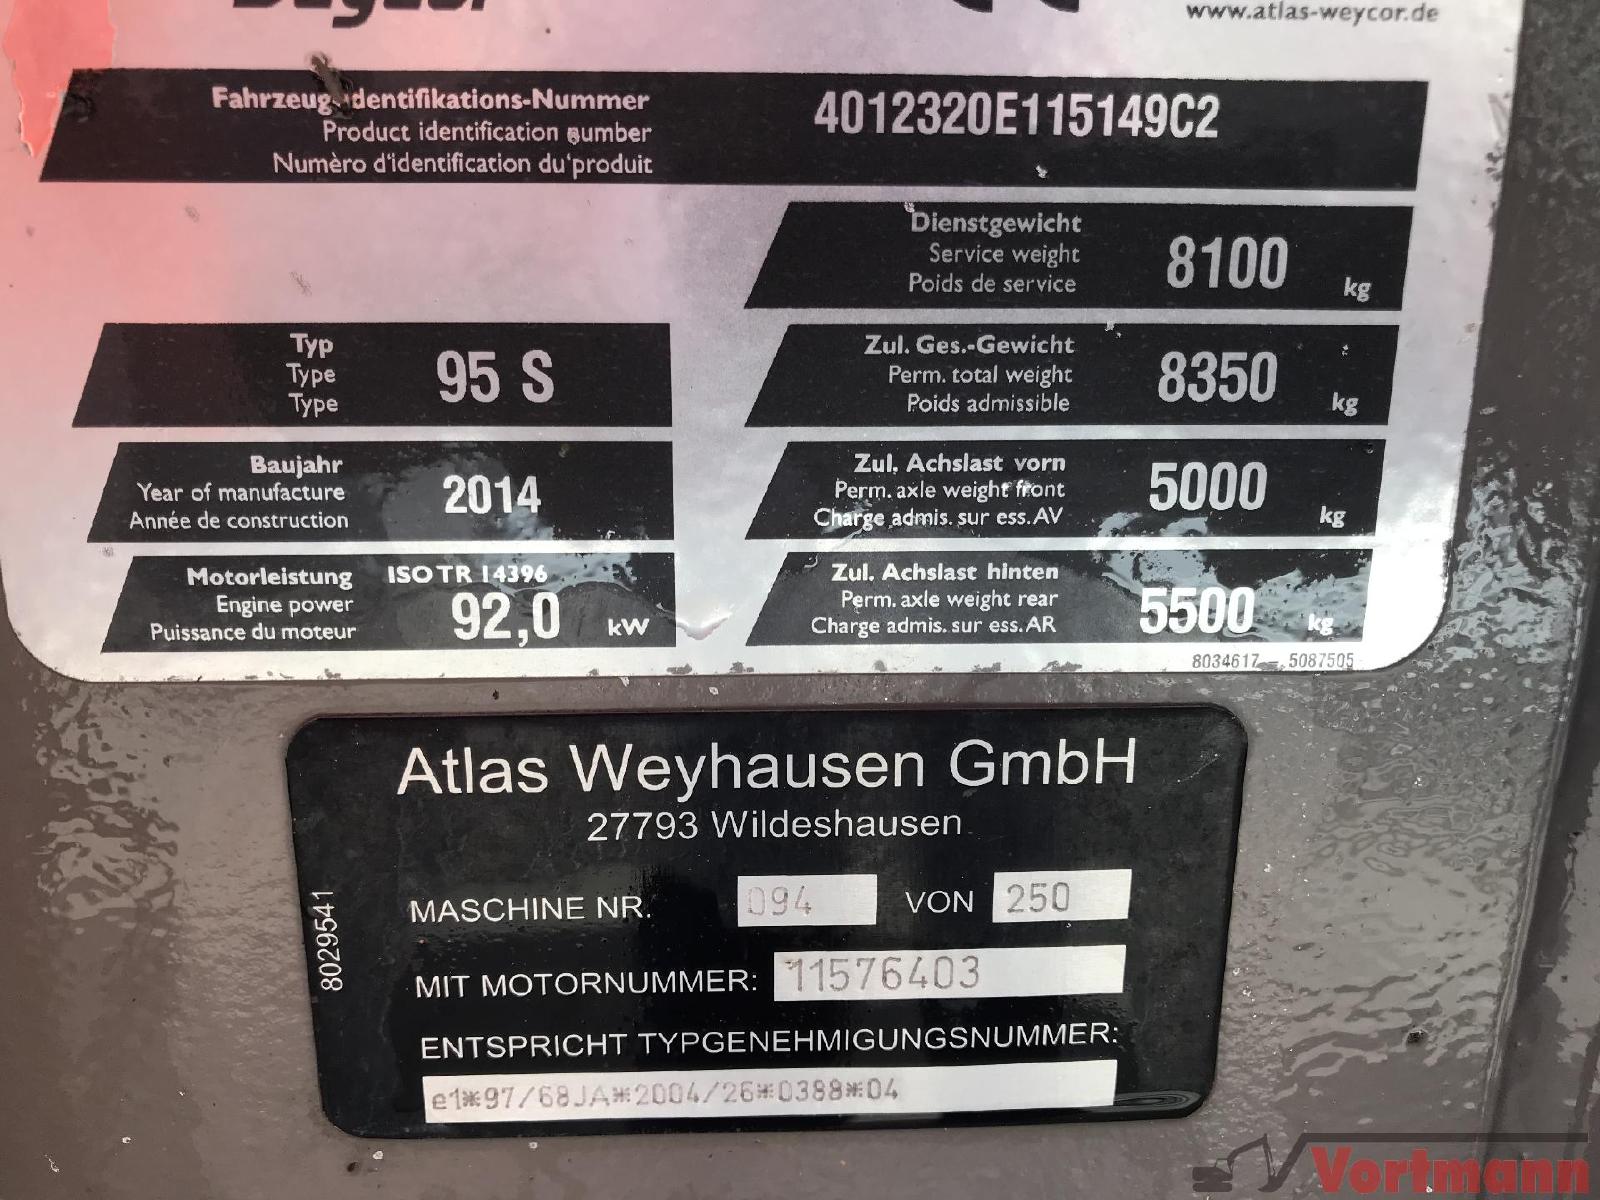 www.atlas-weycor.de
Fahrzeug-Identifikations-Nummer
Product identification number
Numèro d'identification du'produit
4012320E115149C2
Dienstgewicht
Service weight
Poids de service
8100 kg
Typ
Type
Type
95 S
Zul. Ges.-Gewicht
Perm. total weight
Poids admissible
8350 kg
Baujahr
Year of manufacture
Année de construction
2014
Zul. Achslast vorn
Perm. axle weight front
Charge admis. sur ess. AV
5000 kg
Motorleistung ISO TR 14396
Engine power
Puissance du moteur
92,0 kW
Zul. Achslast hinten
Perm. axle weight rear
Charge admis. sur ess. AR
5500 kg
8034617 – 5087505
Atlas Weyhausen GmbH
27793 Wildeshausen
8029541
MASCHINE NR. 094 VON 250
MIT MOTORNUMMER: 11576403
ENTSPRICHT TYPGENEHMIGUNGSNUMMER:
e1*97/68JA*2004/26*0388*04
Vortmann